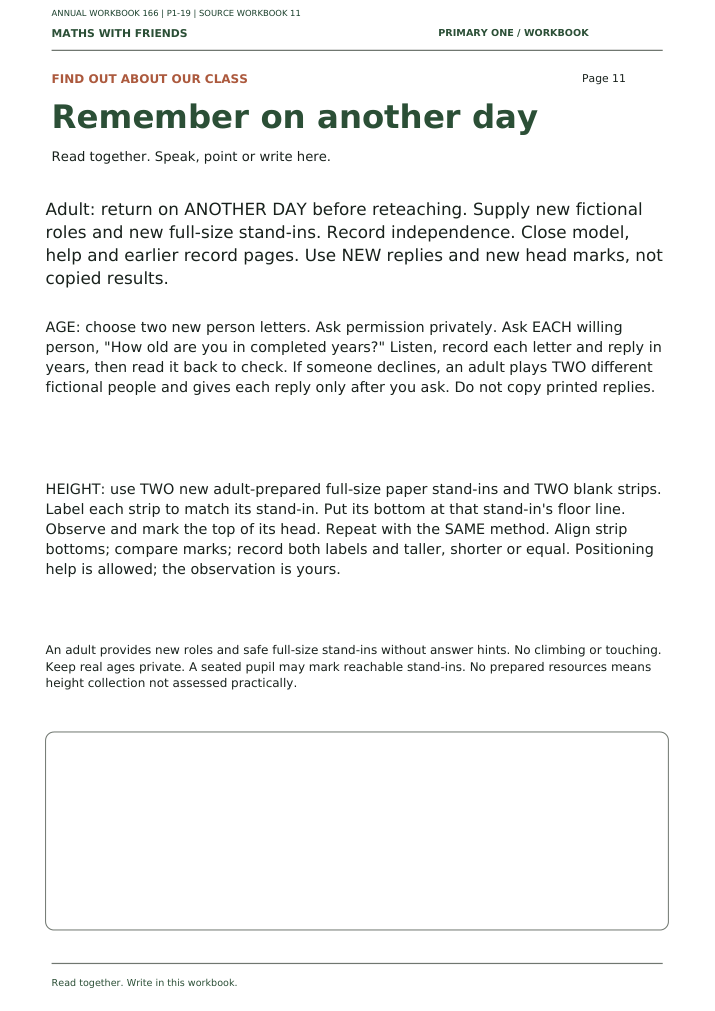 ANNUAL WORKBOOK 166 | P1-19 | SOURCE WORKBOOK 11
MATHS WITH FRIENDS
PRIMARY ONE / WORKBOOK
FIND OUT ABOUT OUR CLASS
Page 11
Remember on another day
Read together. Speak, point or write here.
Adult: return on ANOTHER DAY before reteaching. Supply new fictional
roles and new full-size stand-ins. Record independence. Close model,
help and earlier record pages. Use NEW replies and new head marks, not
copied results.
AGE: choose two new person letters. Ask permission privately. Ask EACH willing
person, "How old are you in completed years?" Listen, record each letter and reply in
years, then read it back to check. If someone declines, an adult plays TWO different
fictional people and gives each reply only after you ask. Do not copy printed replies.
HEIGHT: use TWO new adult-prepared full-size paper stand-ins and TWO blank strips.
Label each strip to match its stand-in. Put its bottom at that stand-in's floor line.
Observe and mark the top of its head. Repeat with the SAME method. Align strip
bottoms; compare marks; record both labels and taller, shorter or equal. Positioning
help is allowed; the observation is yours.
An adult provides new roles and safe full-size stand-ins without answer hints. No climbing or touching.
Keep real ages private. A seated pupil may mark reachable stand-ins. No prepared resources means
height collection not assessed practically.
Read together. Write in this workbook.